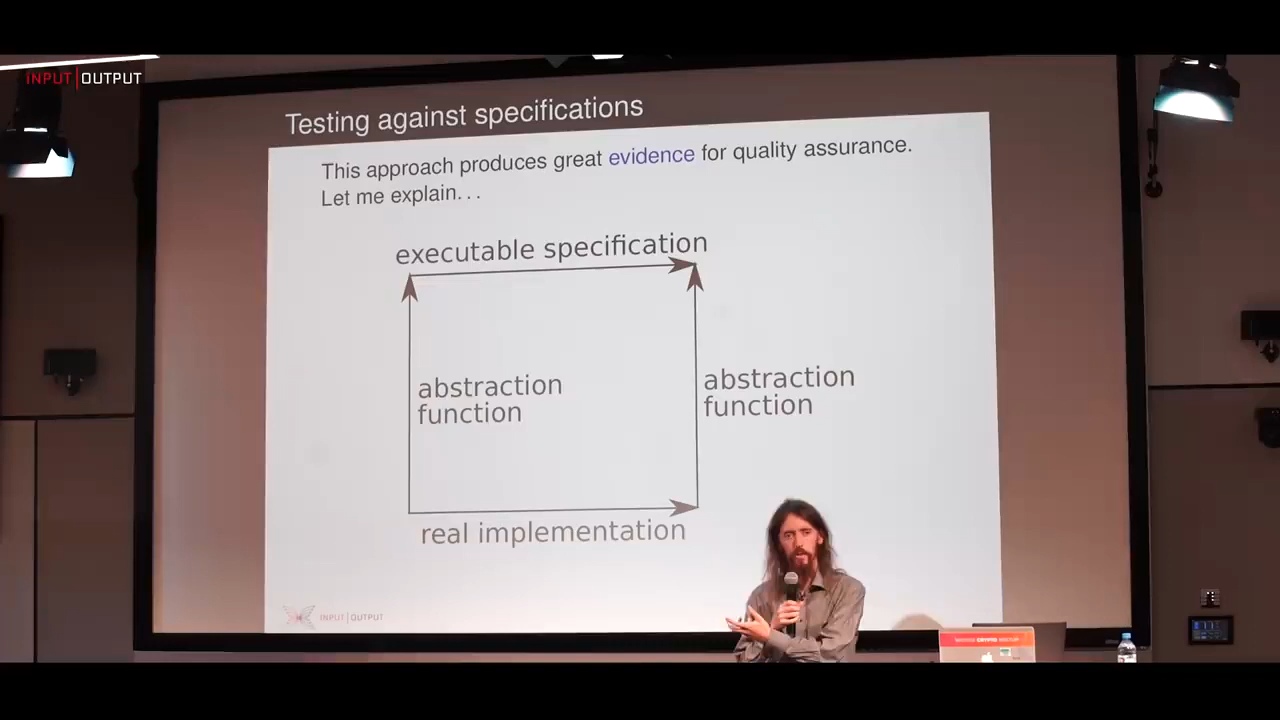 INPUT|OUTPUT
Testing against specifications
This approach produces great evidence for quality assurance.
Let me explain...
executable specification
abstraction
function
abstraction
function
real implementation
INPUT|OUTPUT